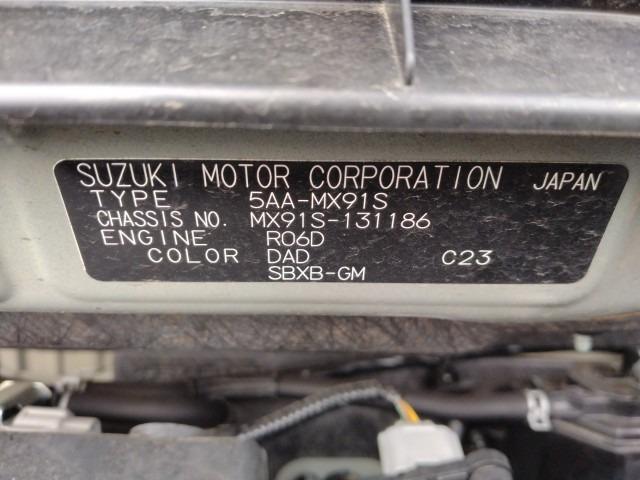 SUZUKI MOTOR CORPORATION JAPAN
TYPE 5AA-MX91S
CHASSIS NO. MX91S-131186
ENGINE R06D
COLOR DAD C23
SBXB-GM